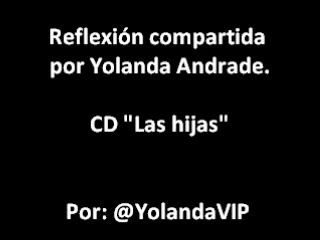 Reflexión compartida
por Yolanda Andrade.
CD "Las hijas"
Por: @YolandaVIP